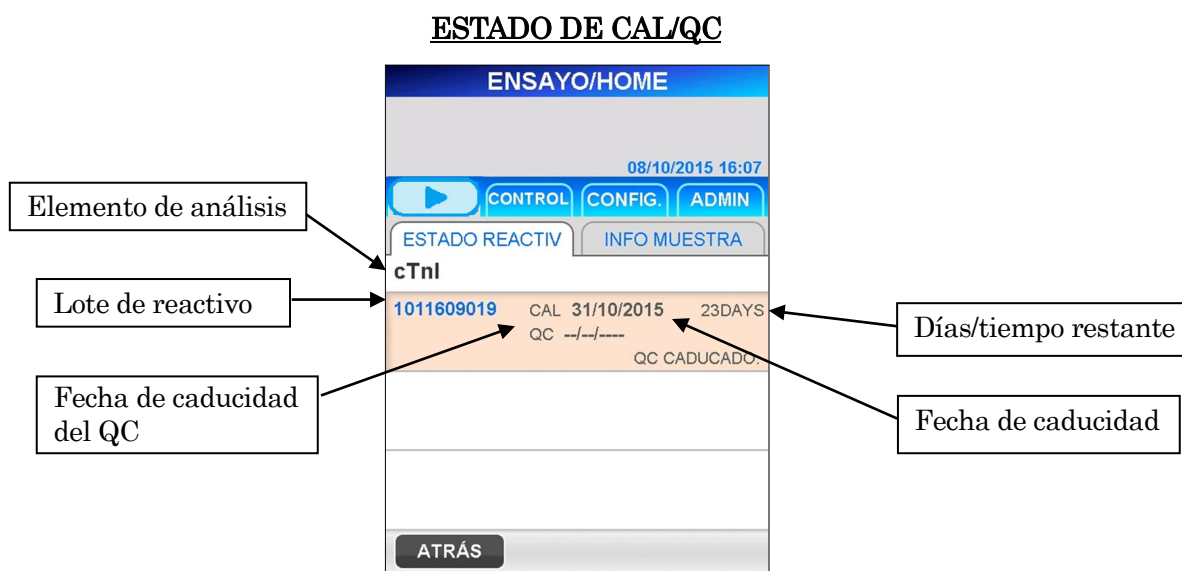 ESTADO DE CAL/QC
ENSAYO/HOME
08/10/2015 16:07
CONTROL CONFIG. ADMIN
ESTADO REACTIV INFO MUESTRA
cTnI
1011609019 CAL 31/10/2015 23DAYS
QC --/--/----
QC CADUCADO.
ATRÁS
Elemento de análisis
Lote de reactivo
Fecha de caducidad
del QC
Días/tiempo restante
Fecha de caducidad